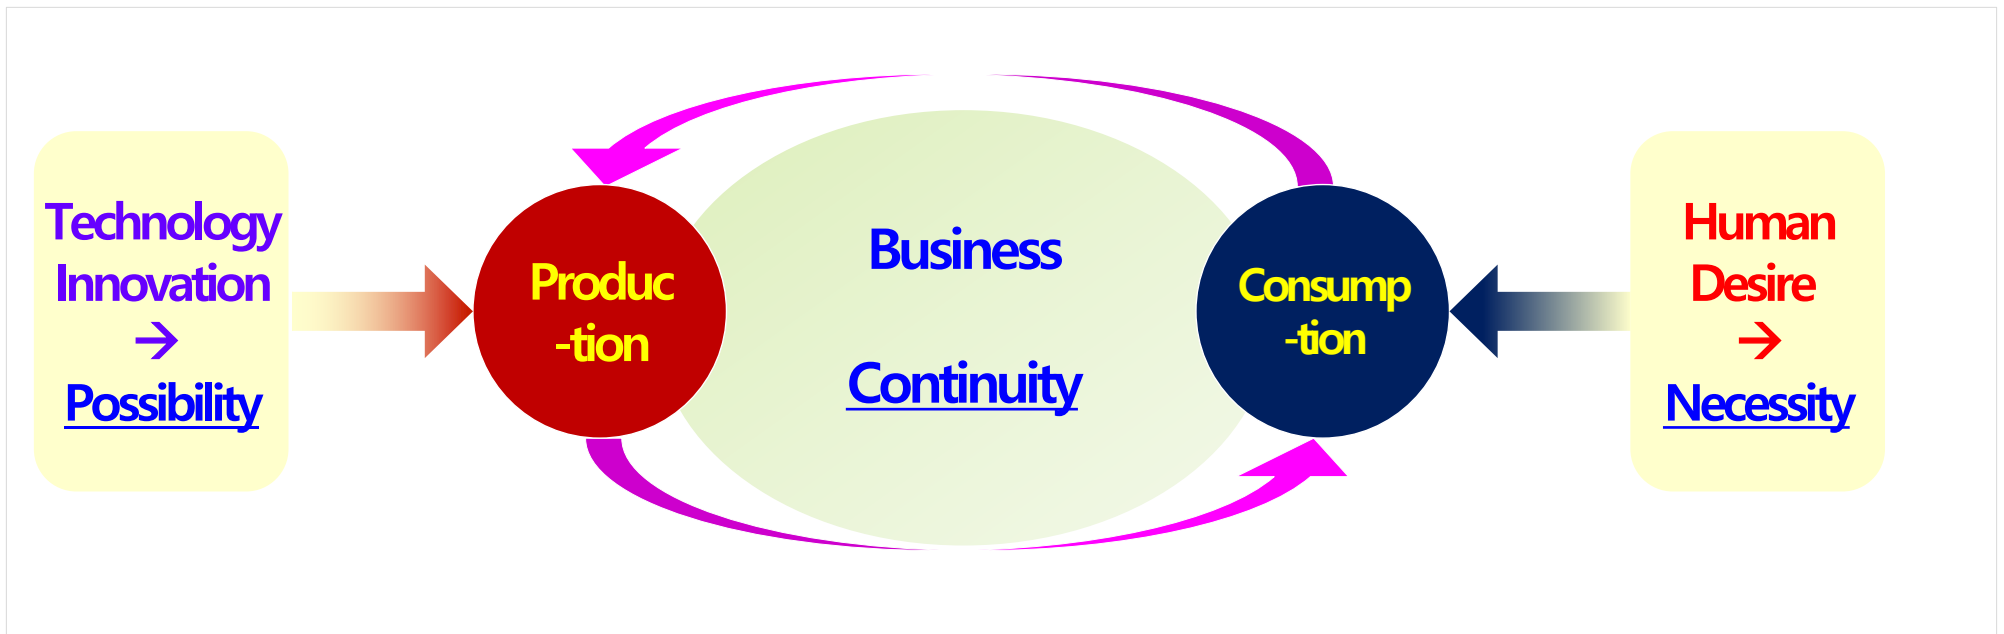 Technology
Innovation
→
Possibility
Produc
-tion
Business
Continuity
Consump
-tion
Human
Desire
→
Necessity